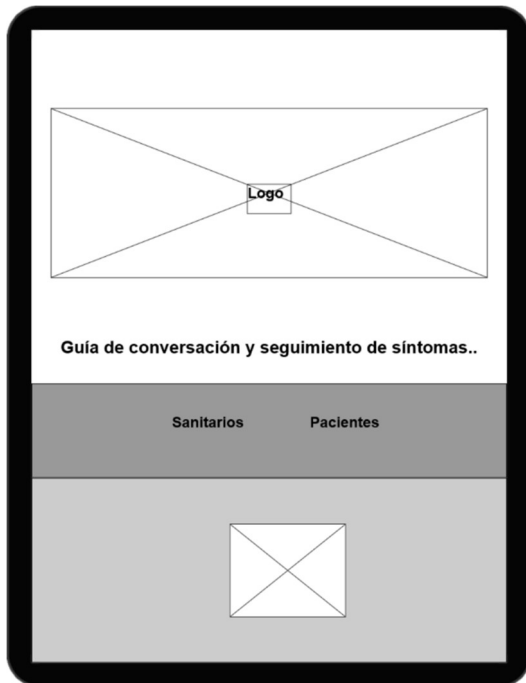 Logo
Guía de conversación y seguimiento de síntomas..
Sanitarios Pacientes